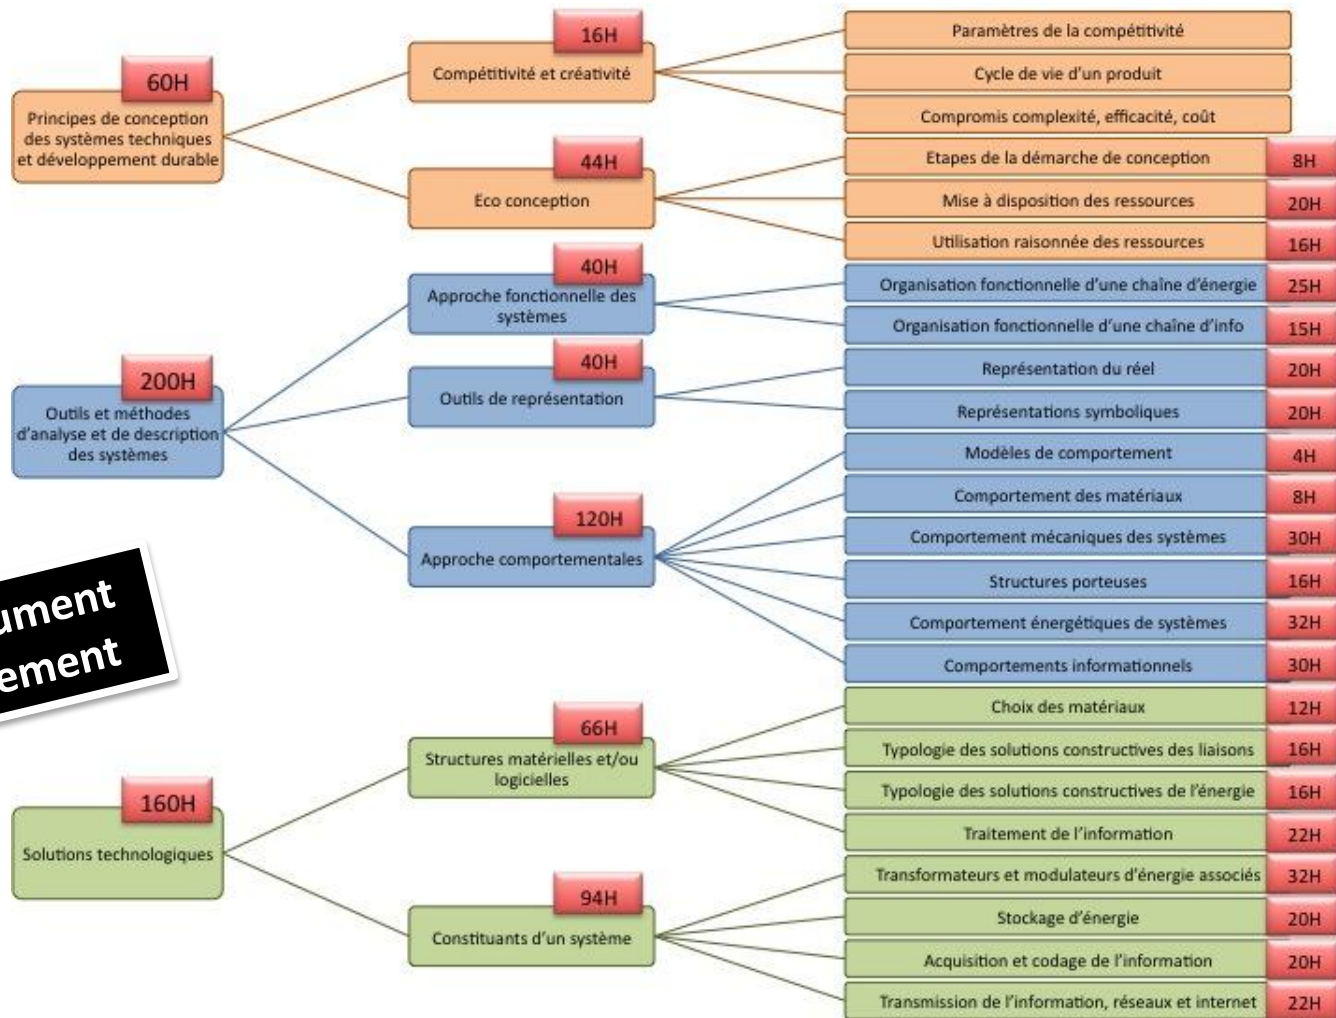 16H
Compétitivité et créativité
Paramètres de la compétitivité
Cycle de vie d'un produit
Compromis complexité, efficacité, coût
60H
Principes de conception
des systèmes techniques
et développement durable
44H
Eco conception
Etapes de la démarche de conception 8H
Mise à disposition des ressources 20H
Utilisation raisonnée des ressources 16H
40H
Approche fonctionnelle des
systèmes
Organisation fonctionnelle d'une chaîne d'énergie 25H
Organisation fonctionnelle d'une chaîne d'info 15H
200H
Outils et méthodes
d'analyse et de description
des systèmes
40H
Outils de représentation
Représentation du réel 20H
Représentations symboliques 20H
120H
Approche comportementales
Modèles de comportement 4H
Comportement des matériaux 8H
Comportement mécaniques des systèmes 30H
Structures porteuses 16H
Comportement énergétiques de systèmes 32H
Comportements informationnels 30H
160H
Solutions technologiques
66H
Structures matérielles et/ou
logicielles
Choix des matériaux 12H
Typologie des solutions constructives des liaisons 16H
Typologie des solutions constructives de l'énergie 16H
Traitement de l'information 22H
94H
Constituants d'un système
Transformateurs et modulateurs d'énergie associés 32H
Stockage d'énergie 20H
Acquisition et codage de l'information 20H
Transmission de l'information, réseaux et internet 22H